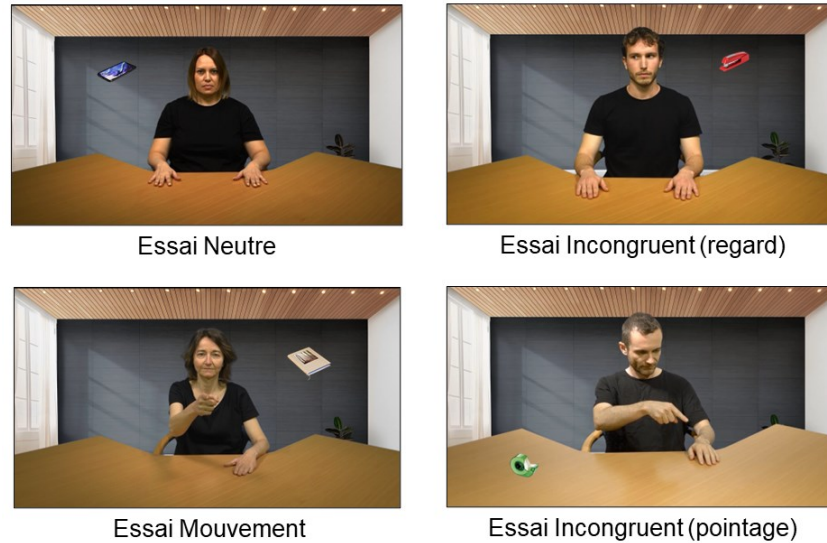 Essai Neutre
Essai Incongruent (regard)
Essai Mouvement
Essai Incongruent (pointage)